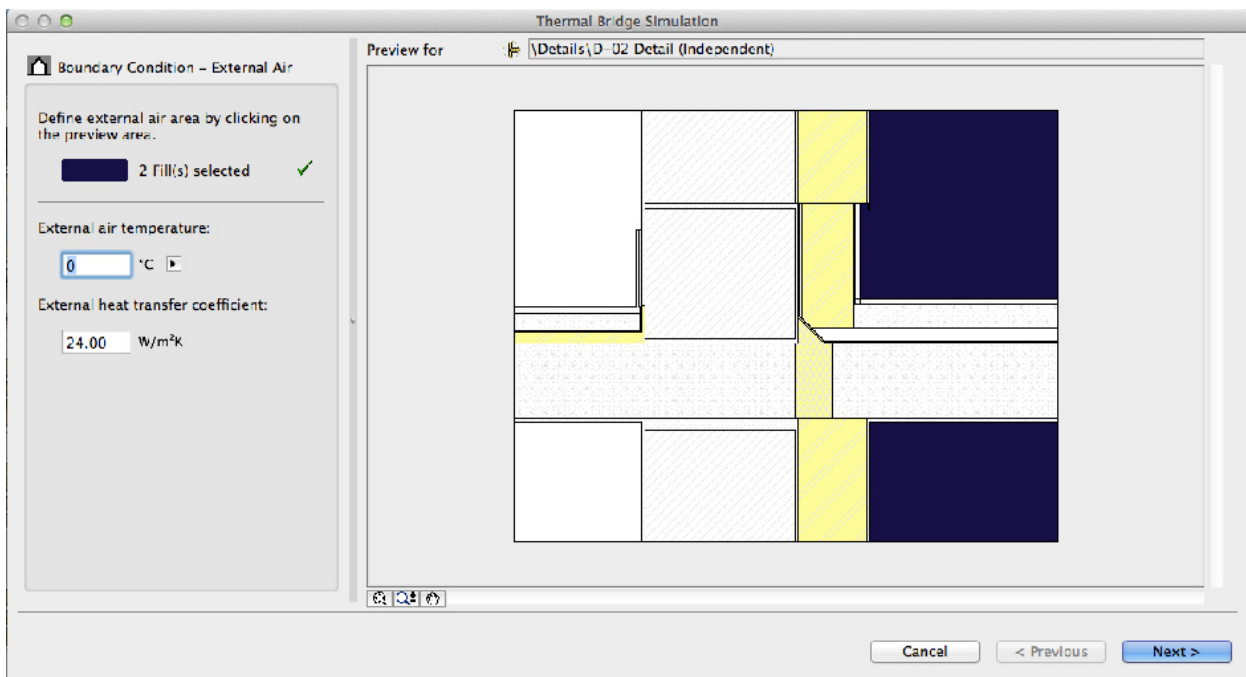 Thermal Bridge Simulation
Boundary Condition – External Air
Define external air area by clicking on
the preview area.
2 Fill(s) selected
External air temperature:
0 °C
External heat transfer coefficient:
24.00 W/m²K
Preview for \Details\D-02 Detail (Independent)
Cancel
< Previous
Next >